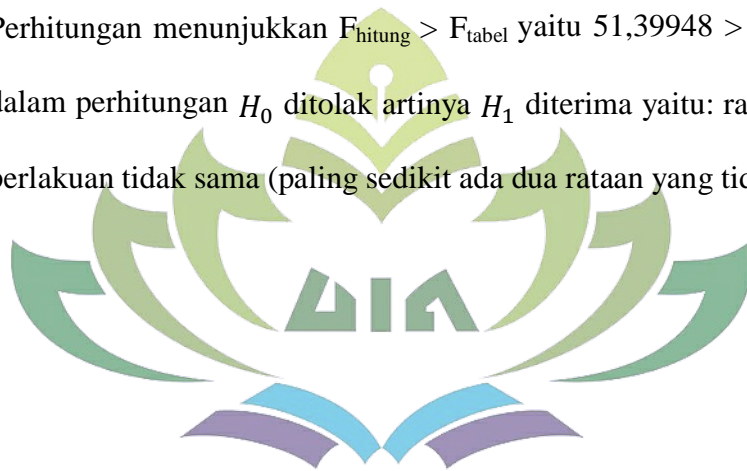 Perhitungan menunjukkan Fhitung > Ftabel yaitu 51,39948 >
dalam perhitungan H0 ditolak artinya H1 diterima yaitu: ra
perlakuan tidak sama (paling sedikit ada dua rataan yang tid
UIN